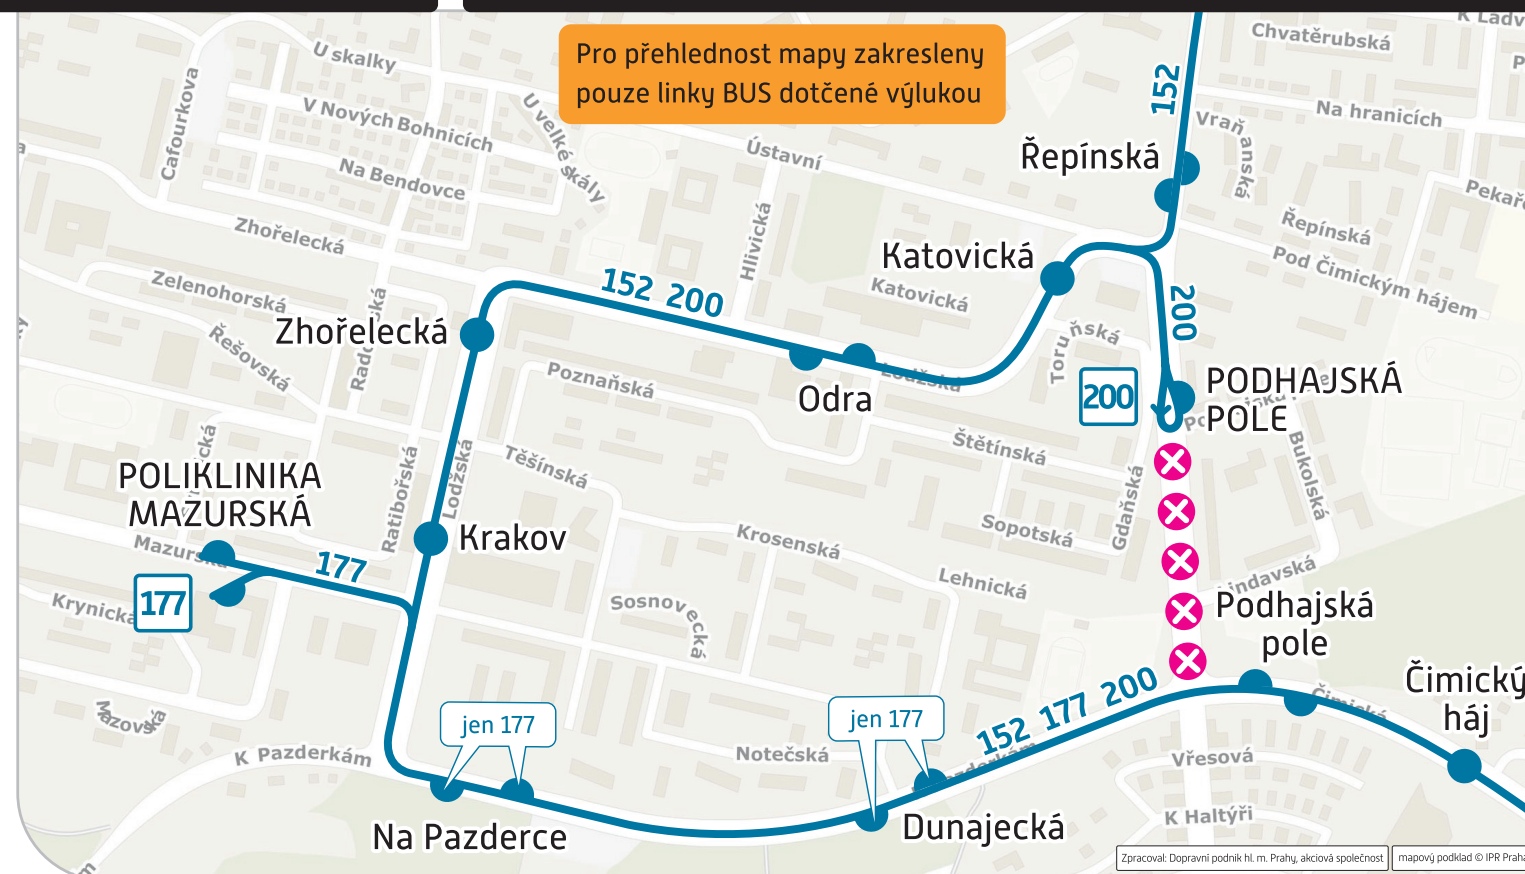 Pro přehlednost mapy zakresleny
pouze linky BUS dotčené výlukou
Chvatěrubská
U skalky
Cafourkova
V Nových Bohnicích
U velké skály
Na Bendovce
Ústavní
152
Na hranicích
Vraňanská
Řepínská
Zhořelecká
Hlivická
Katovická
Řepínská
Pod Čimickým hájem
Zelenohorská
152 200
Katovická
200
Zhořelecká
Řešovská
Toruňská
Poznaňská
Odra
Lodžská
200
PODHAJSKÁ
POLE
Těšínská
Štětínská
Bukolská
POLIKLINIKA
MAZURSKÁ
Ratibořská
Lodžská
Krakov
Krosenská
Sopotská
Gdaňská
177
177
Krynická
Sosnovecká
Lehnická
Podhajská
pole
Čimický
háj
Mazovská
jen 177
jen 177
152 177 200
Čimická
K Pazderkám
Notečská
Vřesová
Na Pazderce
Dunajecká
K Haltýři
Zpracoval: Dopravní podnik hl. m. Prahy, akciová společnost
mapový podklad © IPR Praha